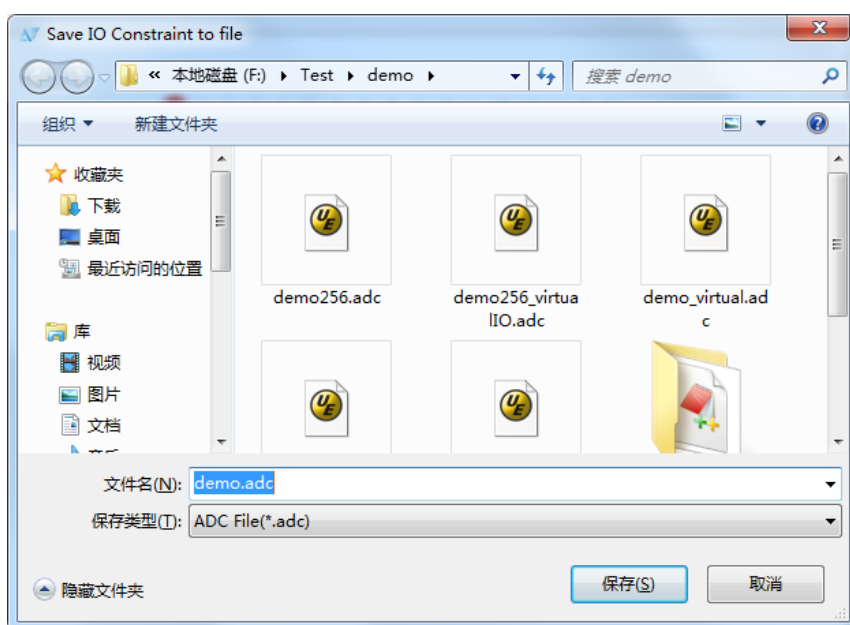 Save IO Constraint to file
« 本地磁盘 (F:) ▸ Test ▸ demo ▸
搜索 demo
组织
新建文件夹
收藏夹
下载
桌面
最近访问的位置
库
视频
图片
文档
demo256.adc
demo256_virtua
lIO.adc
demo_virtual.ad
c
文件名(N): demo.adc
保存类型(T): ADC File(*.adc)
隐藏文件夹
保存(S)
取消